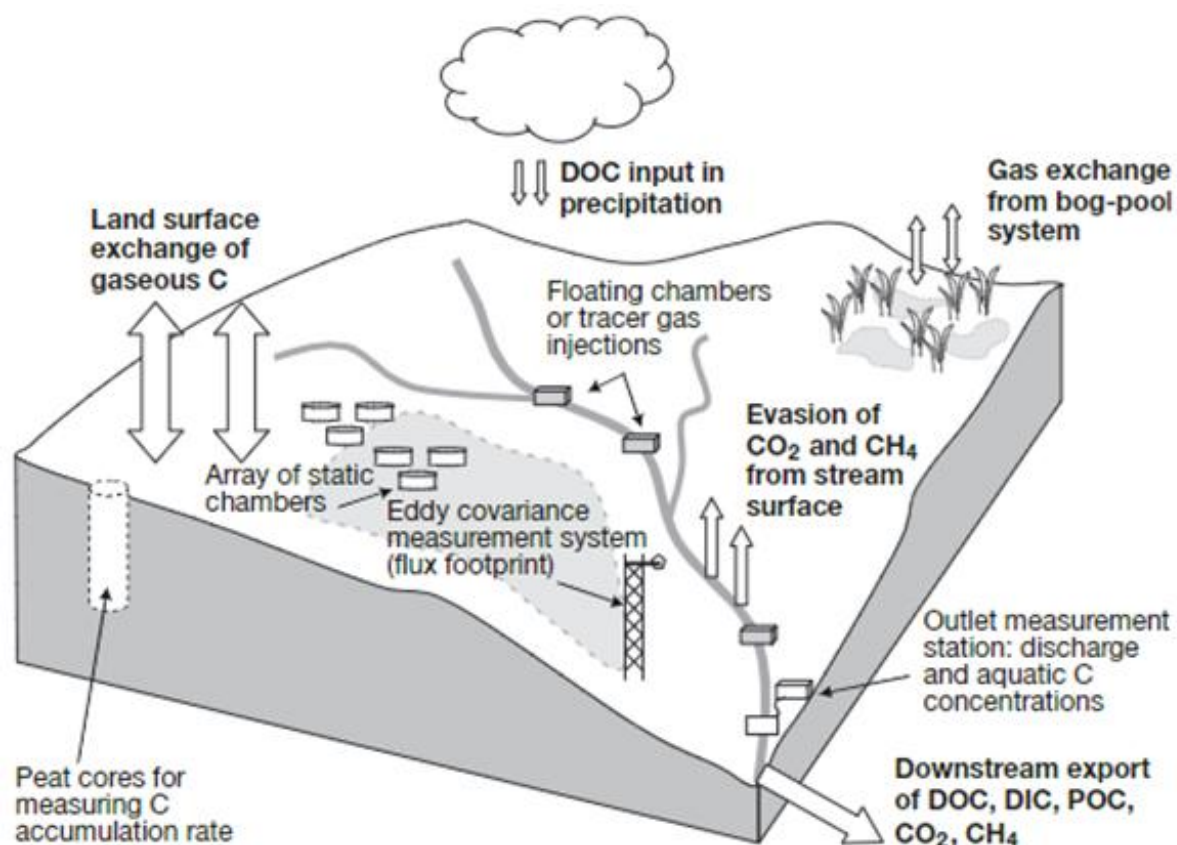 DOC input in
precipitation
Gas exchange
from bog-pool
system
Land surface
exchange of
gaseous C
Floating chambers
or tracer gas
injections
Evasion of
CO₂ and CH₄
from stream
surface
Array of static
chambers
Eddy covariance
measurement system
(flux footprint)
Outlet measurement
station: discharge
and aquatic C
concentrations
Peat cores for
measuring C
accumulation rate
Downstream export
of DOC, DIC, POC,
CO₂, CH₄